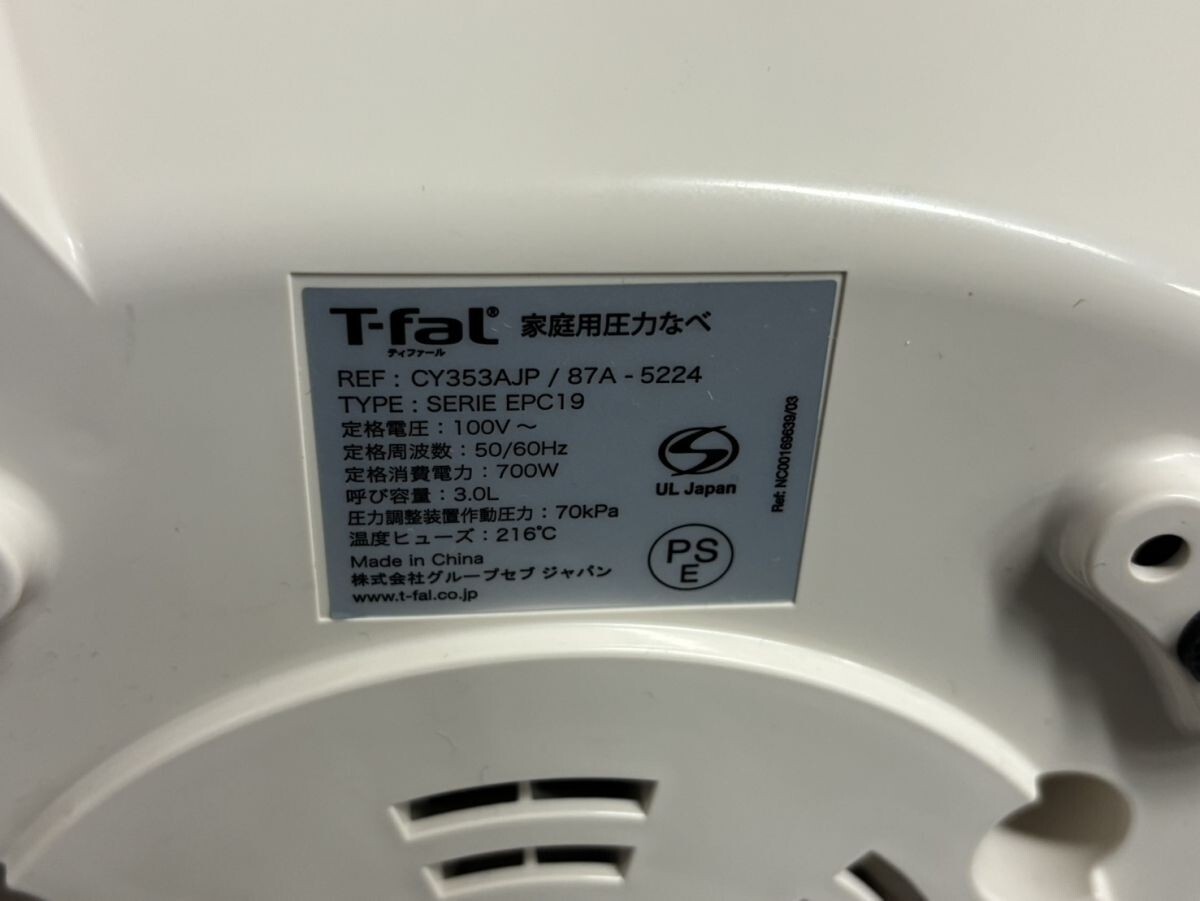 T-fal® 家庭用圧力なべ
ティファール
REF : CY353AJP / 87A - 5224
TYPE : SERIE EPC19
定格電圧 : 100V ～
定格周波数 : 50/60Hz
定格消費電力 : 700W
呼び容量 : 3.0L
圧力調整装置作動圧力 : 70kPa
温度ヒューズ : 216℃
Made in China
株式会社グループセブ ジャパン
www.t-fal.co.jp
S
UL Japan
PS
E
Ref: NC00169639/03